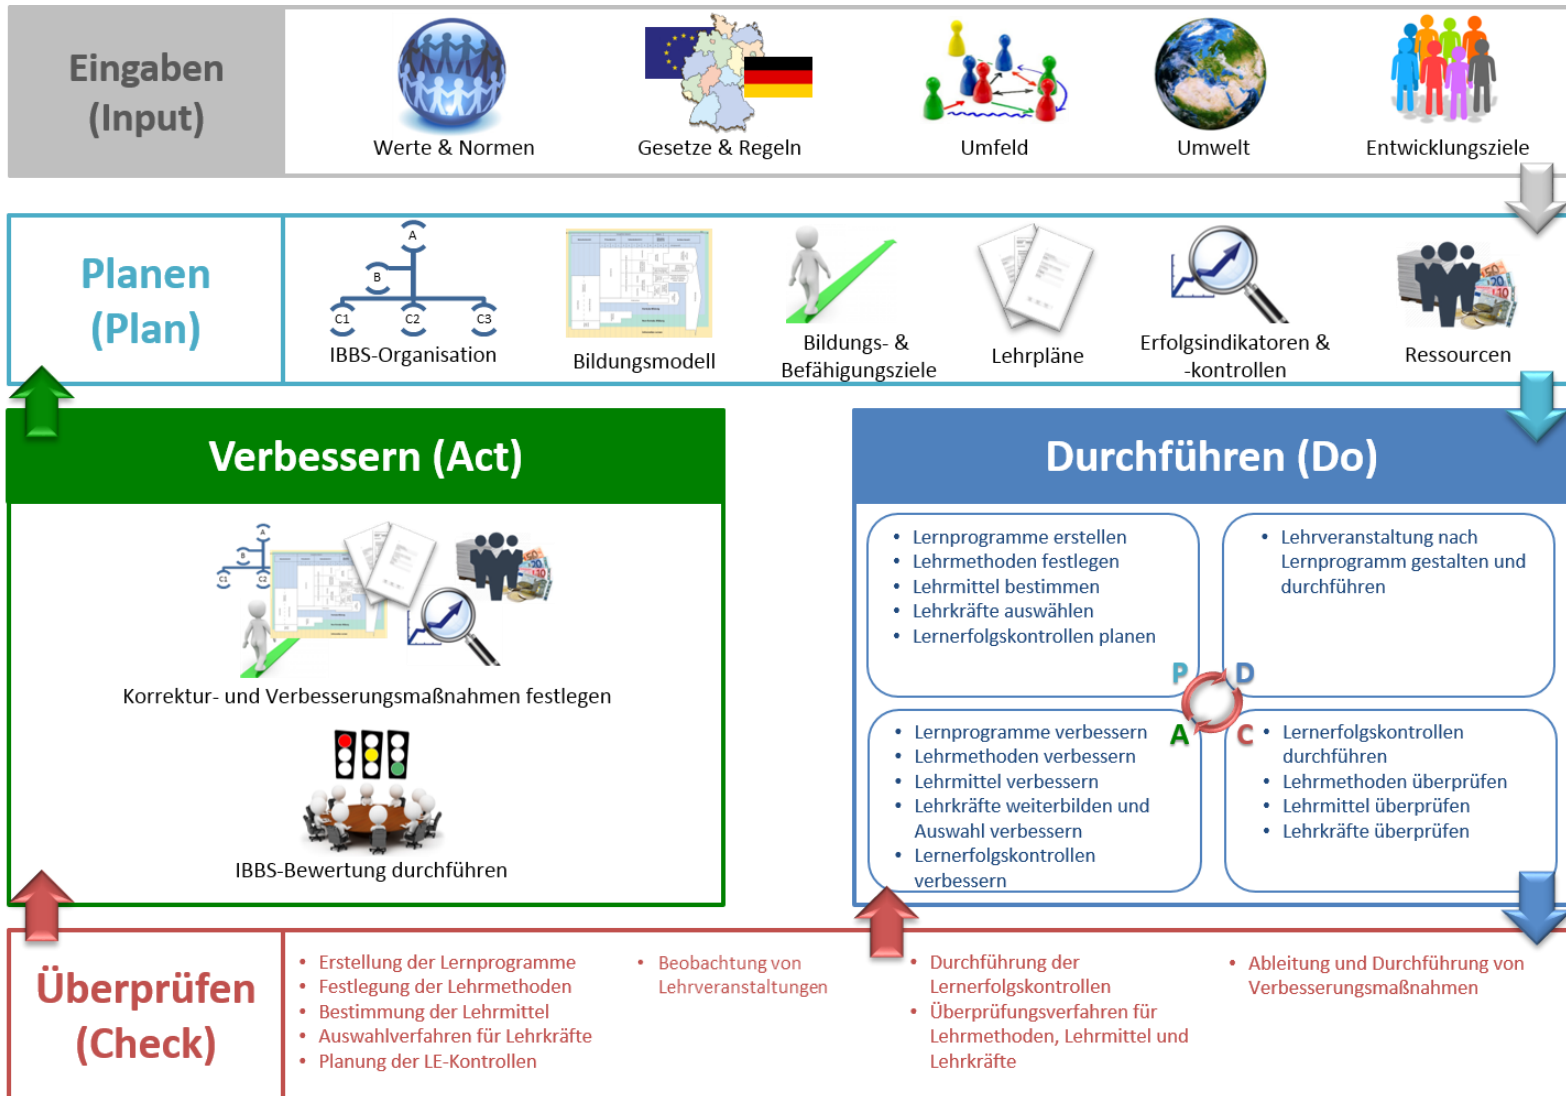 Eingaben
(Input)
Werte & Normen
Gesetze & Regeln
Umfeld
Umwelt
Entwicklungsziele
Planen
(Plan)
A
B
C1
C2
C3
IBBS-Organisation
Bildungsmodell
Bildungs- &
Befähigungsziele
Lehrpläne
Erfolgsindikatoren &
-kontrollen
Ressourcen
Verbessern (Act)
A
B
C1
C2
Korrektur- und Verbesserungsmaßnahmen festlegen
IBBS-Bewertung durchführen
Durchführen (Do)
• Lernprogramme erstellen
• Lehrmethoden festlegen
• Lehrmittel bestimmen
• Lehrkräfte auswählen
• Lernerfolgskontrollen planen
• Lehrveranstaltung nach
Lernprogramm gestalten und
durchführen
P
D
A
C
• Lernprogramme verbessern
• Lehrmethoden verbessern
• Lehrmittel verbessern
• Lehrkräfte weiterbilden und
Auswahl verbessern
• Lernerfolgskontrollen
verbessern
• Lernerfolgskontrollen
durchführen
• Lehrmethoden überprüfen
• Lehrmittel überprüfen
• Lehrkräfte überprüfen
Überprüfen
(Check)
• Erstellung der Lernprogramme
• Festlegung der Lehrmethoden
• Bestimmung der Lehrmittel
• Auswahlverfahren für Lehrkräfte
• Planung der LE-Kontrollen
• Beobachtung von
Lehrveranstaltungen
• Durchführung der
Lernerfolgskontrollen
• Überprüfungsverfahren für
Lehrmethoden, Lehrmittel und
Lehrkräfte
• Ableitung und Durchführung von
Verbesserungsmaßnahmen